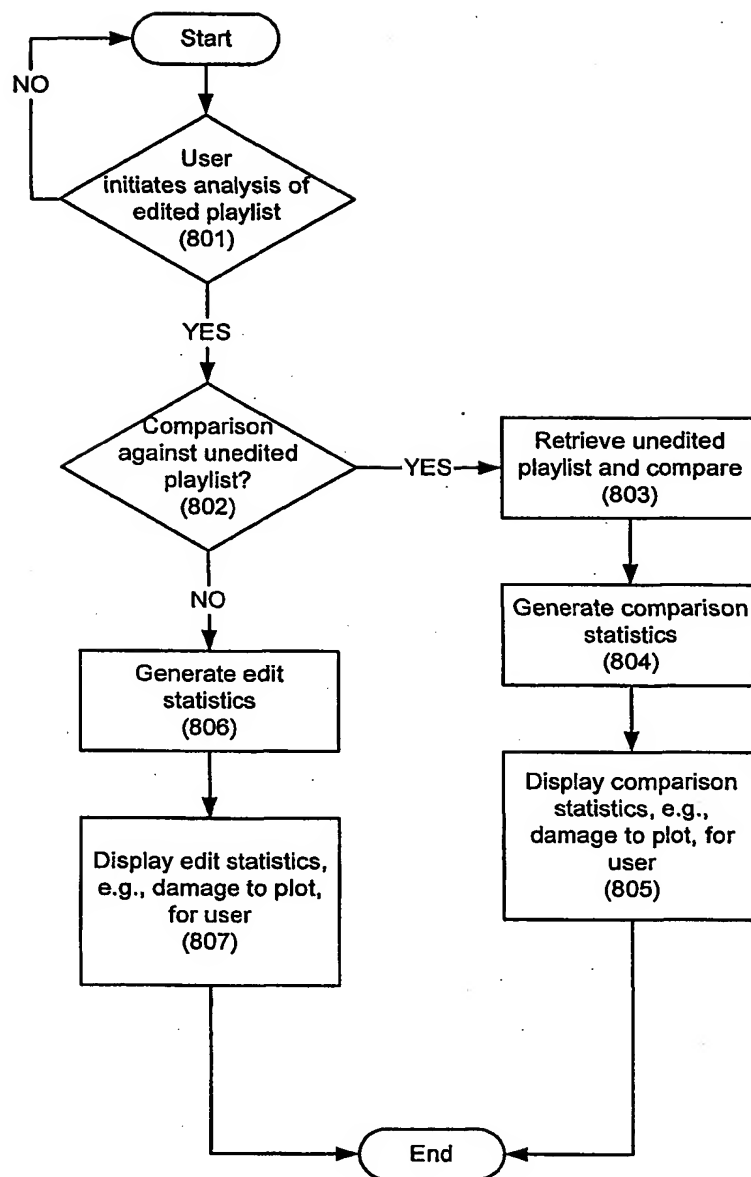 Start
NO
User
initiates analysis of
edited playlist
(801)
YES
Comparison
against unedited
playlist?
(802)
YES
Retrieve unedited
playlist and compare
(803)
NO
Generate comparison
statistics
(804)
Generate edit
statistics
(806)
Display comparison
statistics, e.g.,
damage to plot, for
user
(805)
Display edit statistics,
e.g., damage to plot,
for user
(807)
End